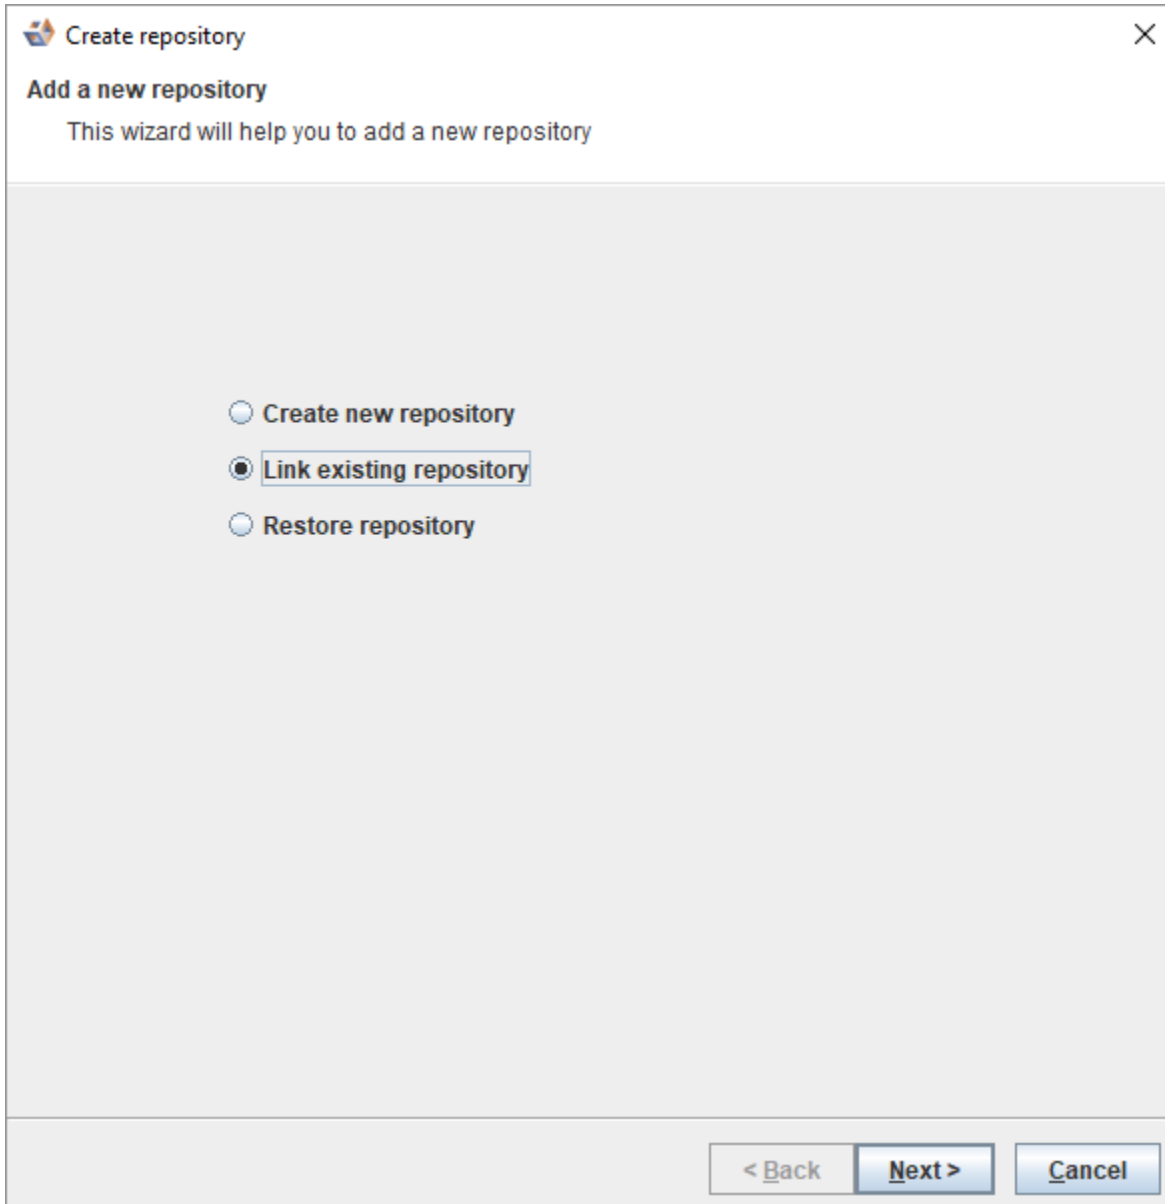 Create repository
Add a new repository
This wizard will help you to add a new repository
Create new repository
Link existing repository
Restore repository
< Back Next > Cancel